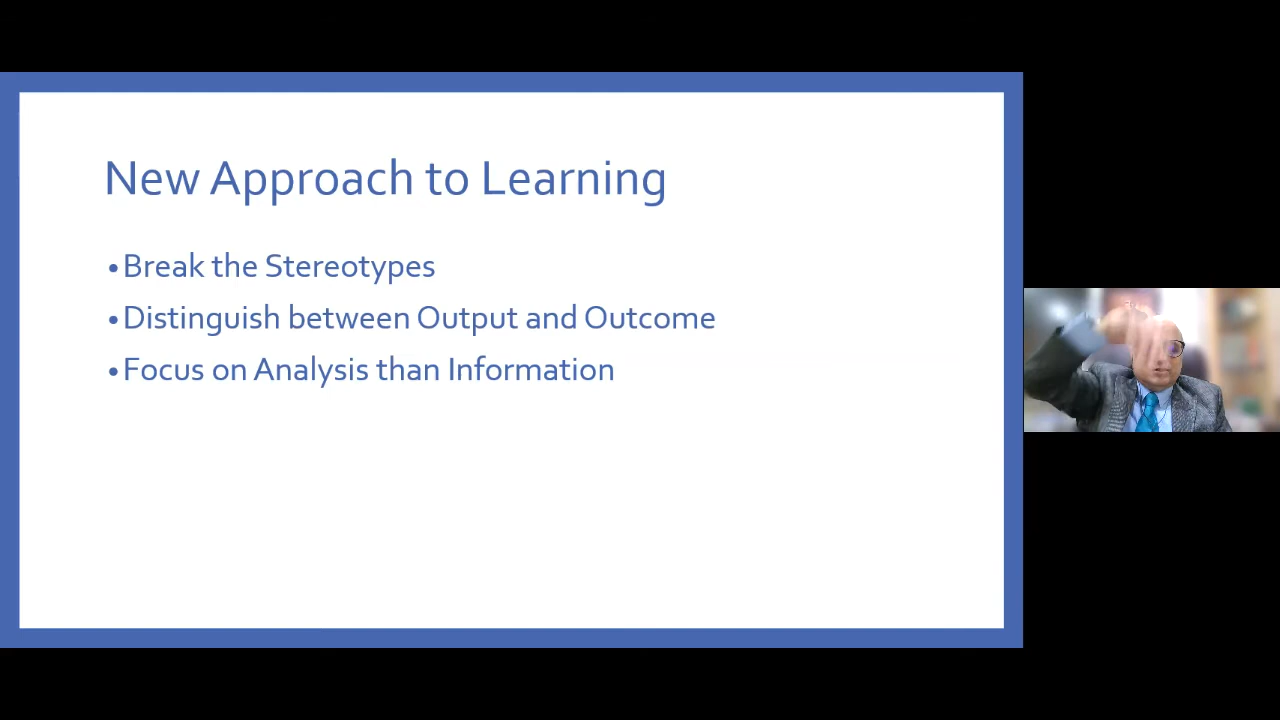 New Approach to Learning
•Break the Stereotypes
•Distinguish between Output and Outcome
•Focus on Analysis than Information